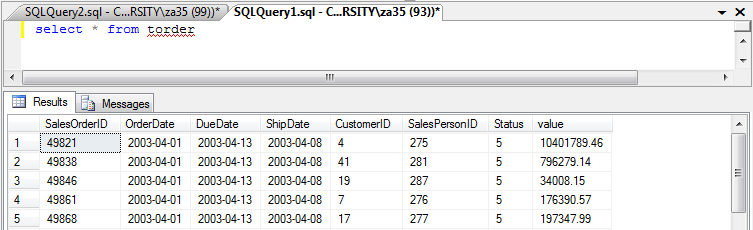 SQLQuery2.sql - C...RSITY\za35 (99))* SQLQuery1.sql - C...RSITY\za35 (93))*
select * from torder
Results Messages
SalesOrderID OrderDate DueDate ShipDate CustomerID SalesPersonID Status value
1 49821 2003-04-01 2003-04-13 2003-04-08 4 275 5 10401789.46
2 49838 2003-04-01 2003-04-13 2003-04-08 41 281 5 796279.14
3 49846 2003-04-01 2003-04-13 2003-04-08 19 287 5 34008.15
4 49861 2003-04-01 2003-04-13 2003-04-08 7 276 5 176390.57
5 49868 2003-04-01 2003-04-13 2003-04-08 17 277 5 197347.99